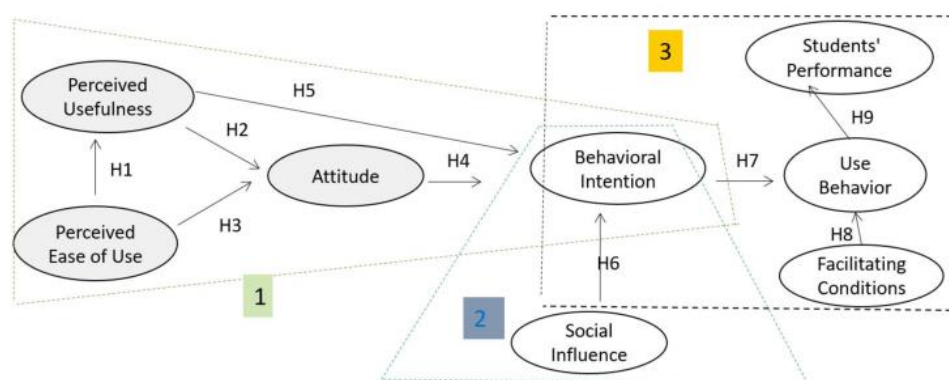 3
Students'
Performance
Perceived
Usefulness
H5
H2
H9
H1
Attitude
H4
Behavioral
Intention
H7
Use
Behavior
H3
Perceived
Ease of Use
H8
H6
Facilitating
Conditions
1
2
Social
Influence